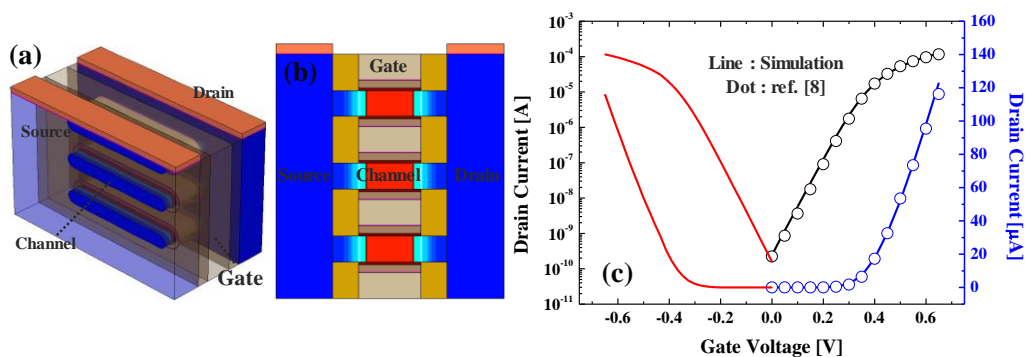 (a)
Drain
Source
Channel
Gate
(b)
Gate
Source
Channel
Drain
(c)
Line : Simulation
Dot : ref. [8]
Drain Current [A]
10-3
10-4
10-5
10-6
10-7
10-8
10-9
10-10
10-11
-0.6 -0.4 -0.2 0.0 0.2 0.4 0.6
Gate Voltage [V]
160
140
120
100
80
60
40
20
0
Drain Current [µA]